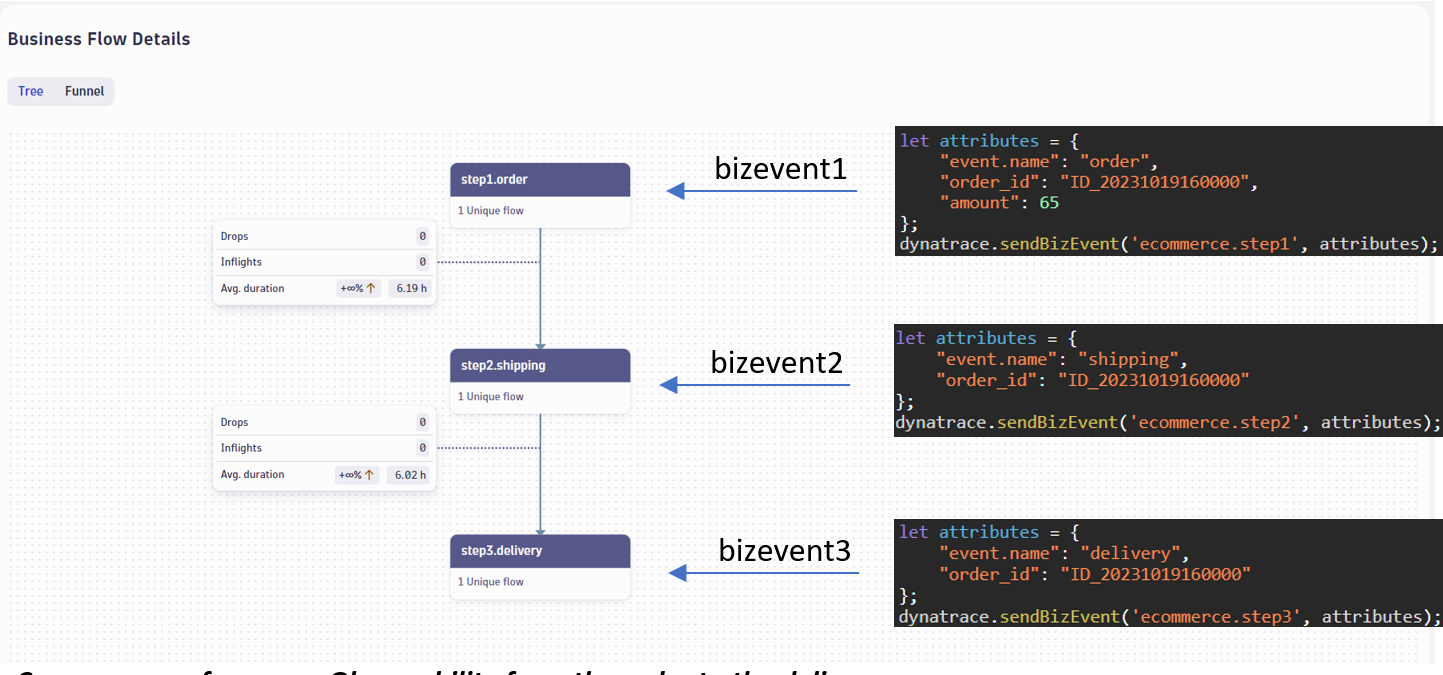 Business Flow Details
Tree Funnel
step1.order
1 Unique flow
bizevent1
let attributes = {
"event.name": "order",
"order_id": "ID_20231019160000",
"amount": 65
};
dynatrace.sendBizEvent('ecommerce.step1', attributes);
Drops 0
Inflights 0
Avg. duration +∞% ↑ 6.19 h
step2.shipping
1 Unique flow
bizevent2
let attributes = {
"event.name": "shipping",
"order_id": "ID_20231019160000"
};
dynatrace.sendBizEvent('ecommerce.step2', attributes);
Drops 0
Inflights 0
Avg. duration +∞% ↑ 6.02 h
step3.delivery
1 Unique flow
bizevent3
let attributes = {
"event.name": "delivery",
"order_id": "ID_20231019160000"
};
dynatrace.sendBizEvent('ecommerce.step3', attributes);